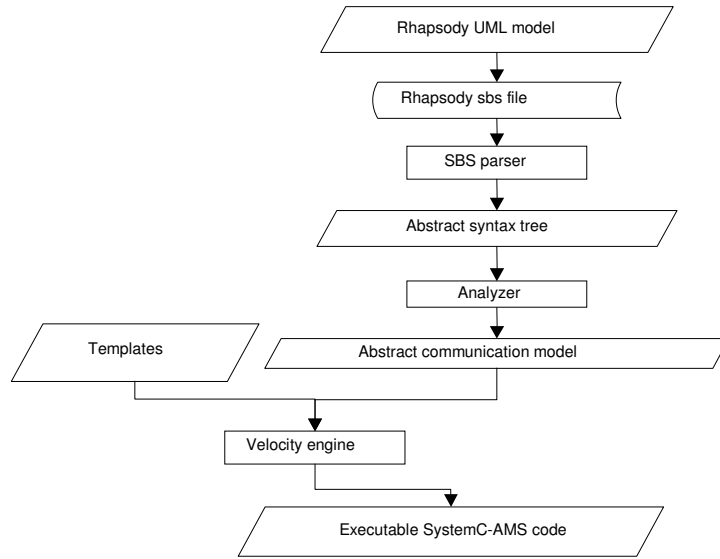 Rhapsody UML model
Rhapsody sbs file
SBS parser
Abstract syntax tree
Analyzer
Templates
Abstract communication model
Velocity engine
Executable SystemC-AMS code